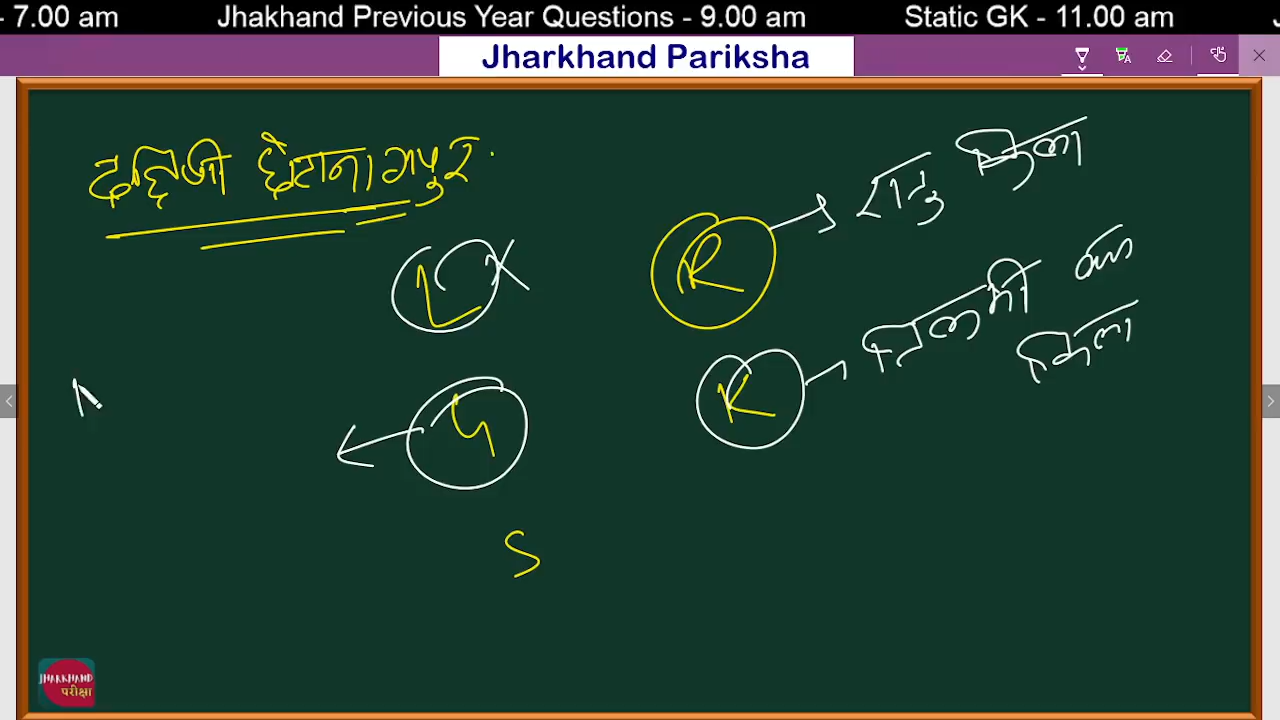 - 7.00 am Jhakhand Previous Year Questions - 9.00 am Static GK - 11.00 am
Jharkhand Pariksha
दक्षिणी छोटानागपुर
L X
R → रातु किला
K → तिलमी का
किला
G
S
JHARKHAND
परीक्षा